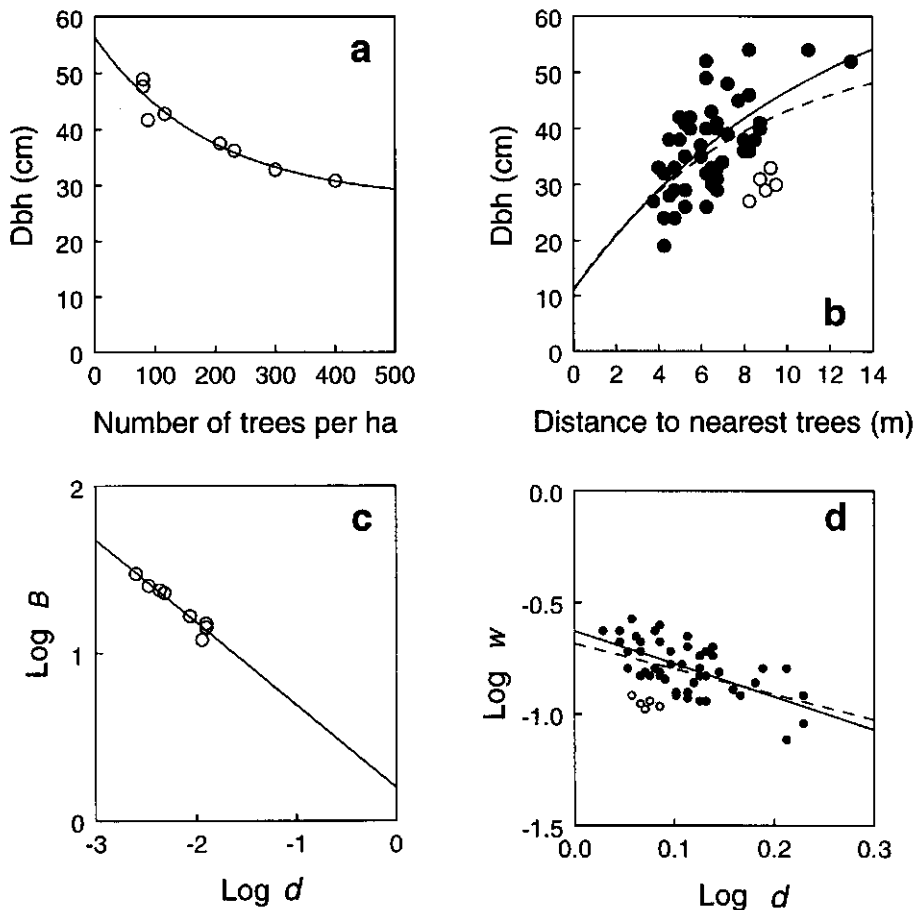 60
50
40
30
20
10
0
Dbh (cm)
a
0 100 200 300 400 500
Number of trees per ha
60
50
40
30
20
10
0
Dbh (cm)
b
0 2 4 6 8 10 12 14
Distance to nearest trees (m)
2
1
0
Log B
c
-3 -2 -1 0
Log d
0.0
-0.5
-1.0
-1.5
Log w
d
0.0 0.1 0.2 0.3
Log d